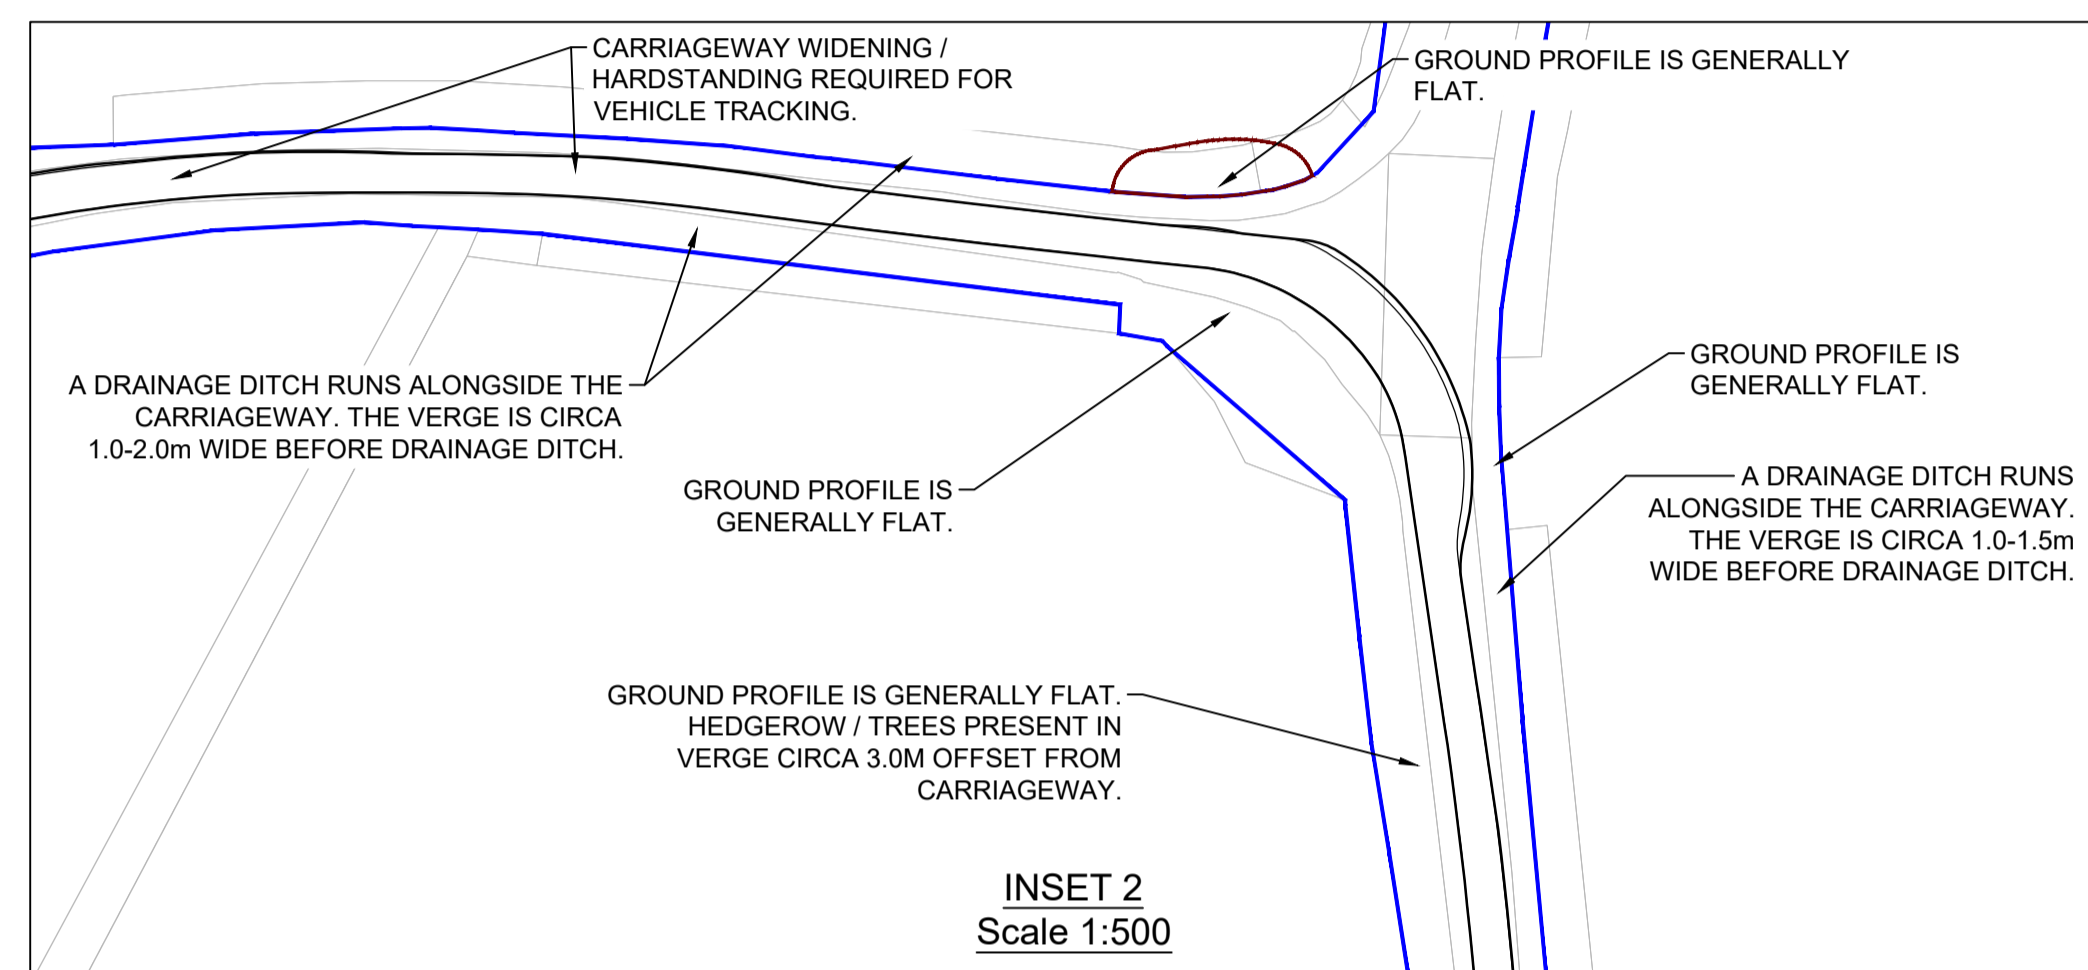 CARRIAGEWAY WIDENING /
HARDSTANDING REQUIRED FOR
VEHICLE TRACKING.
GROUND PROFILE IS GENERALLY
FLAT.
A DRAINAGE DITCH RUNS ALONGSIDE THE
CARRIAGEWAY. THE VERGE IS CIRCA
1.0-2.0m WIDE BEFORE DRAINAGE DITCH.
GROUND PROFILE IS
GENERALLY FLAT.
GROUND PROFILE IS
GENERALLY FLAT.
A DRAINAGE DITCH RUNS
ALONGSIDE THE CARRIAGEWAY.
THE VERGE IS CIRCA 1.0-1.5m
WIDE BEFORE DRAINAGE DITCH.
GROUND PROFILE IS GENERALLY FLAT.
HEDGEROW / TREES PRESENT IN
VERGE CIRCA 3.0M OFFSET FROM
CARRIAGEWAY.
INSET 2
Scale 1:500